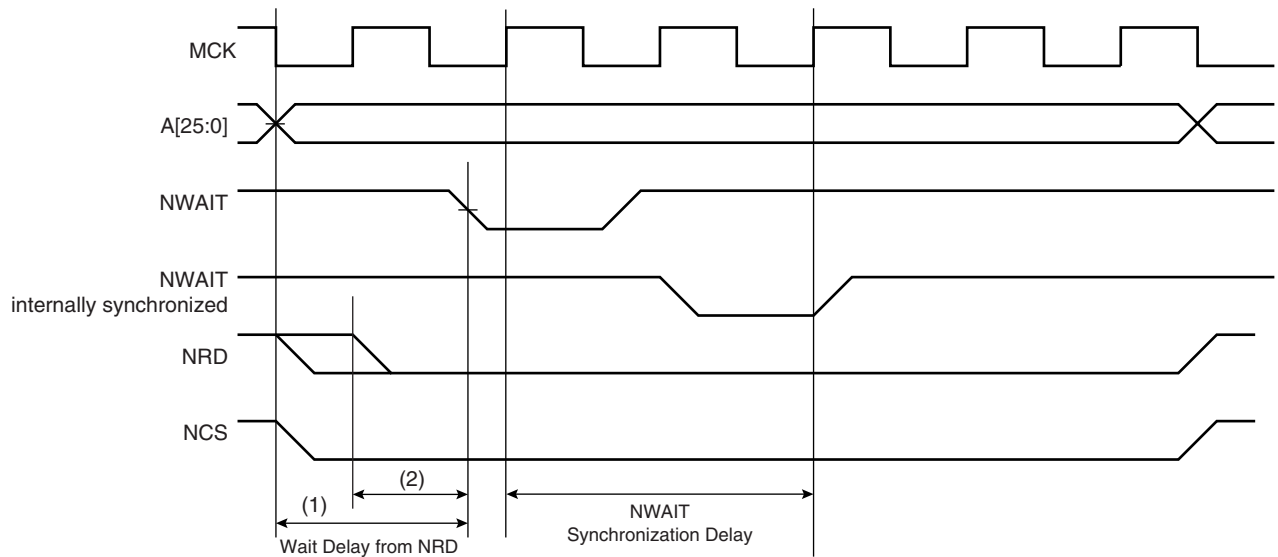 MCK
A[25:0]
NWAIT
NWAIT
internally synchronized
NRD
NCS
(2)
(1)
Wait Delay from NRD
NWAIT
Synchronization Delay